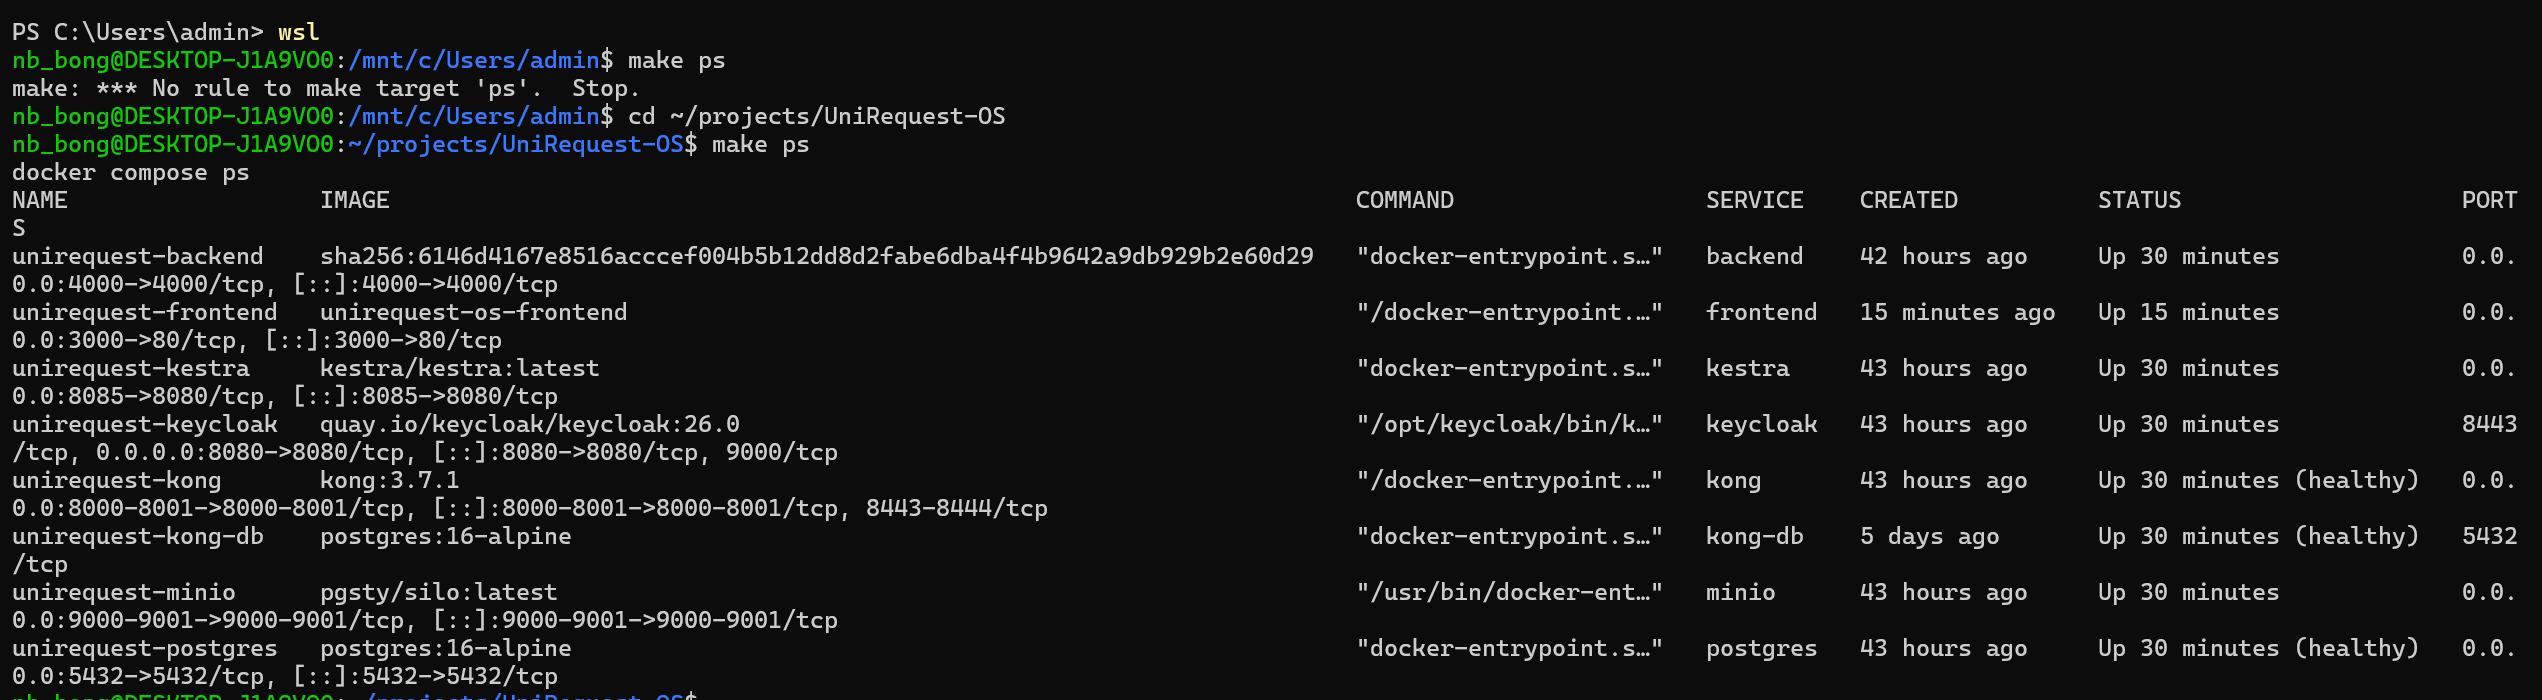 PS C:\Users\admin> wsl
nb_bong@DESKTOP-J1A9VO0:/mnt/c/Users/admin$ make ps
make: *** No rule to make target 'ps'.  Stop.
nb_bong@DESKTOP-J1A9VO0:/mnt/c/Users/admin$ cd ~/projects/UniRequest-OS
nb_bong@DESKTOP-J1A9VO0:~/projects/UniRequest-OS$ make ps
docker compose ps
NAME                  IMAGE                                                                     COMMAND                  SERVICE    CREATED          STATUS                    PORT
S
unirequest-backend    sha256:6146d4167e8516acccef004b5b12dd8d2fabe6dba4f4b9642a9db929b2e60d29   "docker-entrypoint.s…"   backend    42 hours ago     Up 30 minutes             0.0.
0.0:4000->4000/tcp, [::]:4000->4000/tcp
unirequest-frontend   unirequest-os-frontend                                                    "/docker-entrypoint.…"   frontend   15 minutes ago   Up 15 minutes             0.0.
0.0:3000->80/tcp, [::]:3000->80/tcp
unirequest-kestra     kestra/kestra:latest                                                      "docker-entrypoint.s…"   kestra     43 hours ago     Up 30 minutes             0.0.
0.0:8085->8080/tcp, [::]:8085->8080/tcp
unirequest-keycloak   quay.io/keycloak/keycloak:26.0                                            "/opt/keycloak/bin/k…"   keycloak   43 hours ago     Up 30 minutes             8443
/tcp, 0.0.0.0:8080->8080/tcp, [::]:8080->8080/tcp, 9000/tcp
unirequest-kong       kong:3.7.1                                                                "/docker-entrypoint.…"   kong       43 hours ago     Up 30 minutes (healthy)   0.0.
0.0:8000-8001->8000-8001/tcp, [::]:8000-8001->8000-8001/tcp, 8443-8444/tcp
unirequest-kong-db    postgres:16-alpine                                                        "docker-entrypoint.s…"   kong-db    5 days ago       Up 30 minutes (healthy)   5432
/tcp
unirequest-minio      pgsty/silo:latest                                                         "/usr/bin/docker-ent…"   minio      43 hours ago     Up 30 minutes             0.0.
0.0:9000-9001->9000-9001/tcp, [::]:9000-9001->9000-9001/tcp
unirequest-postgres   postgres:16-alpine                                                        "docker-entrypoint.s…"   postgres   43 hours ago     Up 30 minutes (healthy)   0.0.
0.0:5432->5432/tcp, [::]:5432->5432/tcp
nb_bong@DESKTOP-J1A9VO0:~/projects/UniRequest-OS$